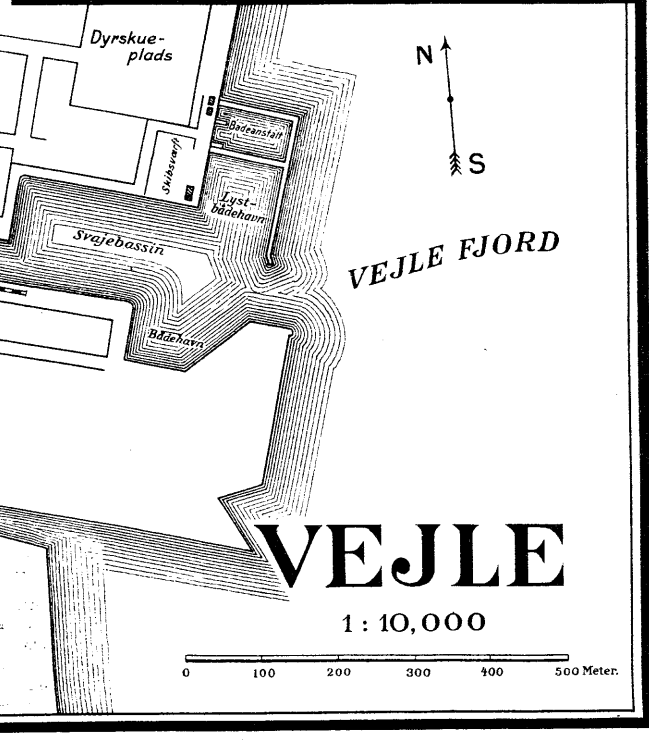 Dyrskue-
plads
N
S
Badeanstalt
Skibsværft
Lyst-
bådehavn
Svajebassin
VEJLE FJORD
Bådehavn
VEJLE
1 : 10,000
0 100 200 300 400 500 Meter.